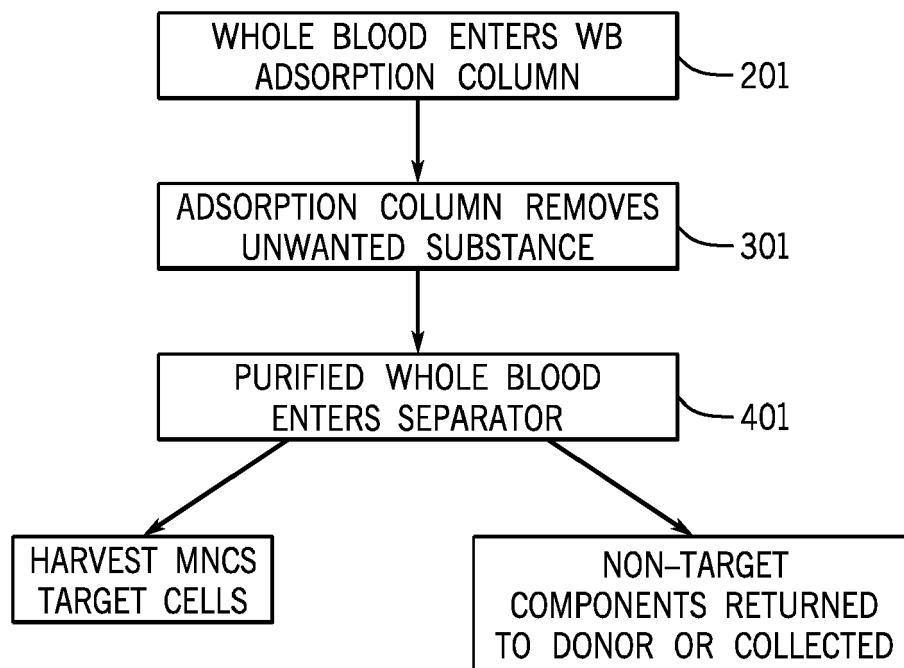 WHOLE BLOOD ENTERS WB
ADSORPTION COLUMN
201
ADSORPTION COLUMN REMOVES
UNWANTED SUBSTANCE
301
PURIFIED WHOLE BLOOD
ENTERS SEPARATOR
401
HARVEST MNCS
TARGET CELLS
NON–TARGET
COMPONENTS RETURNED
TO DONOR OR COLLECTED